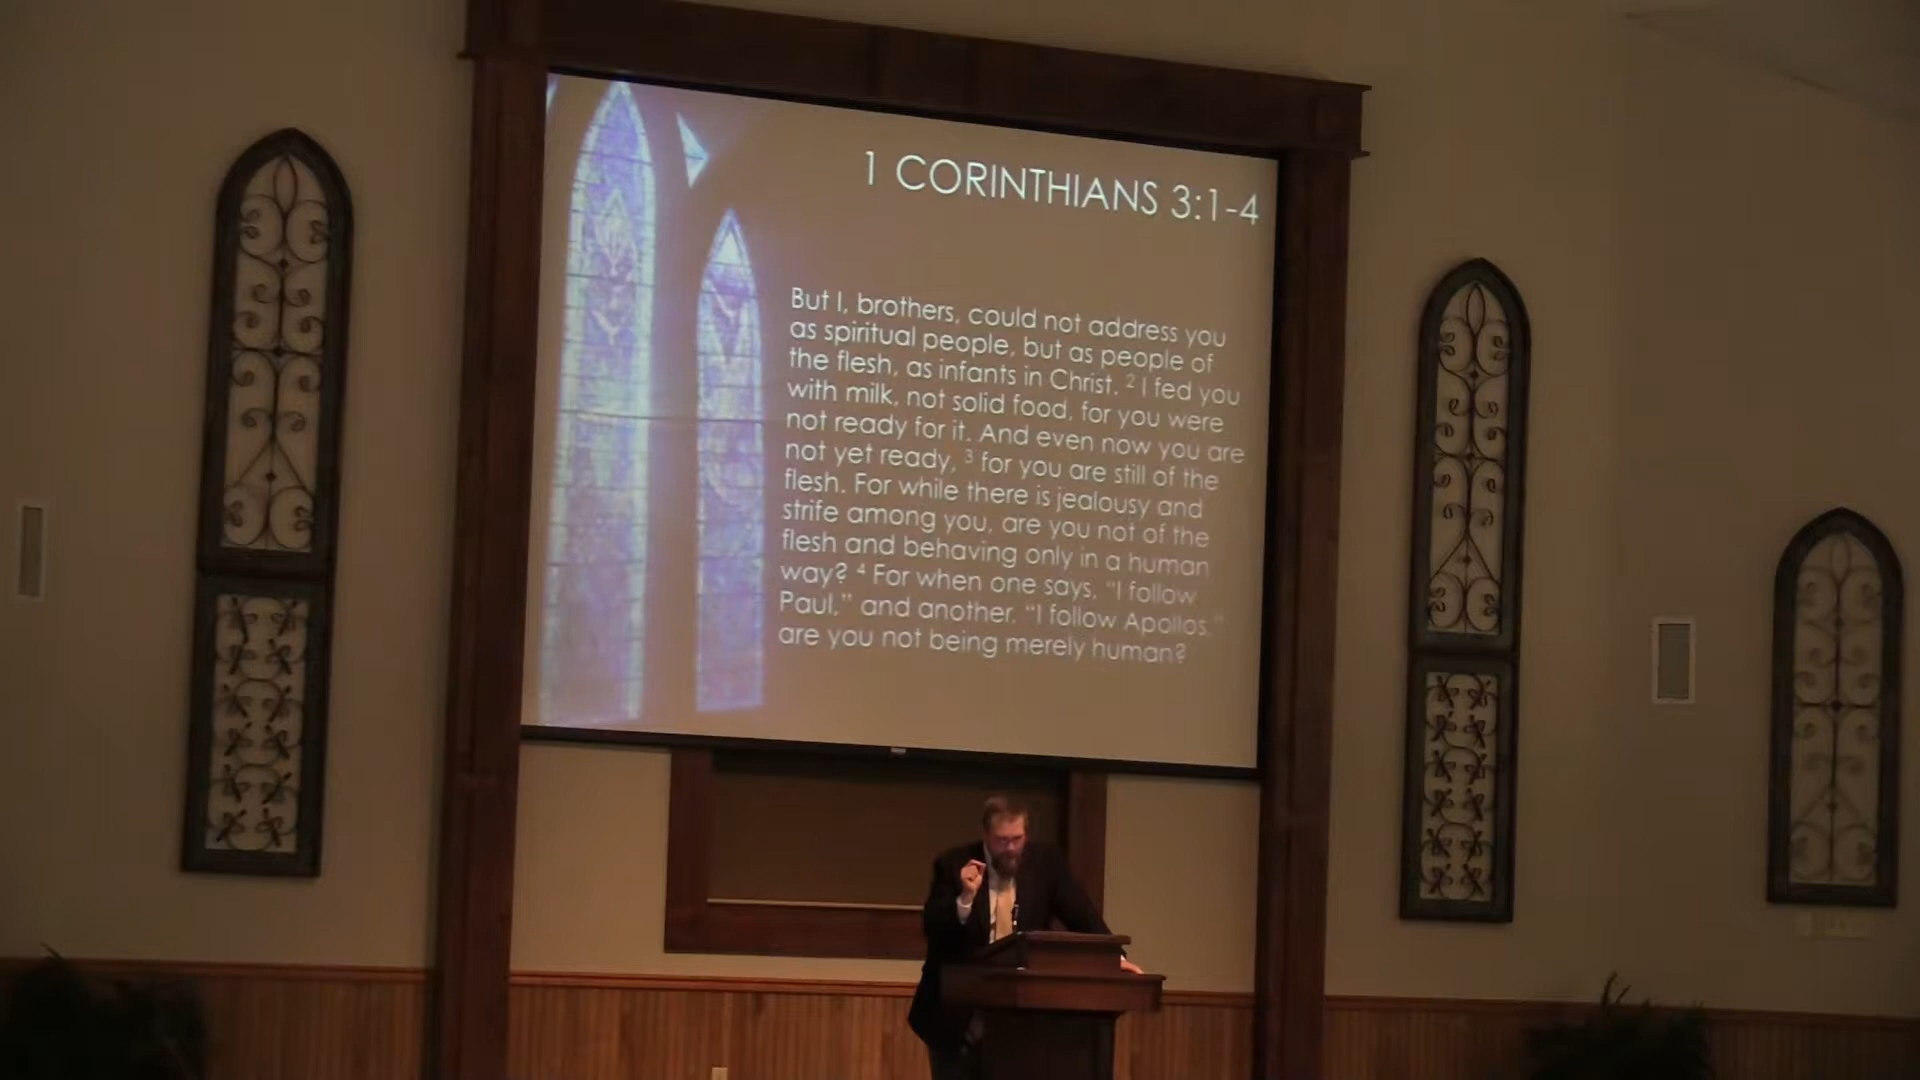 1 CORINTHIANS 3:1-4
But I, brothers, could not address you
as spiritual people, but as people of
the flesh, as infants in Christ. 2 I fed you
with milk, not solid food, for you were
not ready for it. And even now you are
not yet ready, 3 for you are still of the
flesh. For while there is jealousy and
strife among you, are you not of the
flesh and behaving only in a human
way? 4 For when one says, “I follow
Paul,” and another, “I follow Apollos,”
are you not being merely human?